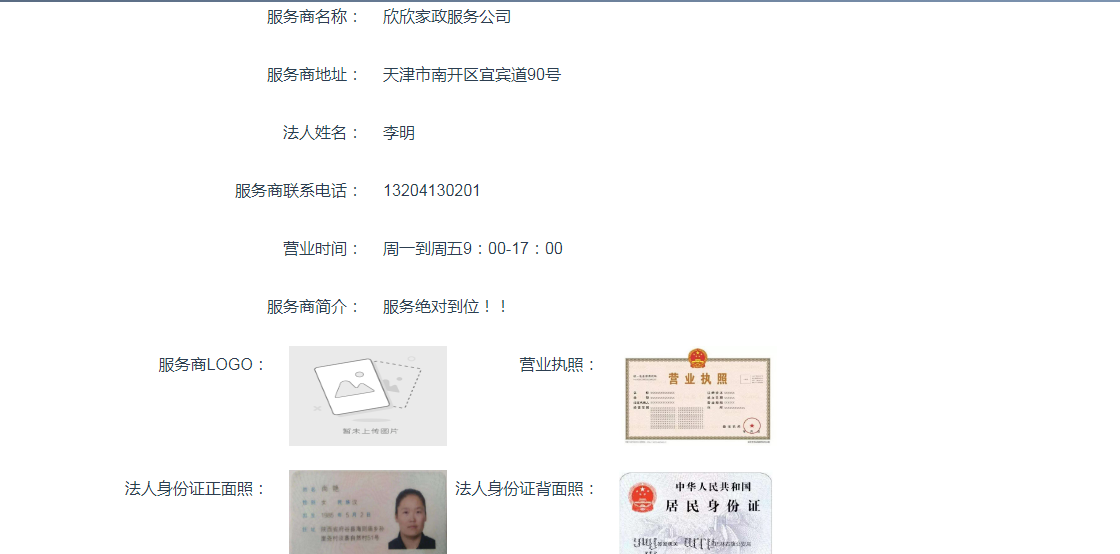 服务商名称： 欣欣家政服务公司
服务商地址： 天津市南开区宜宾道90号
法人姓名： 李明
服务商联系电话： 13204130201
营业时间： 周一到周五9：00-17：00
服务商简介： 服务绝对到位！！
服务商LOGO： 营业执照：
暂未上传图片
营业执照
法人身份证正面照： 法人身份证背面照：
中华人民共和国
居民身份证